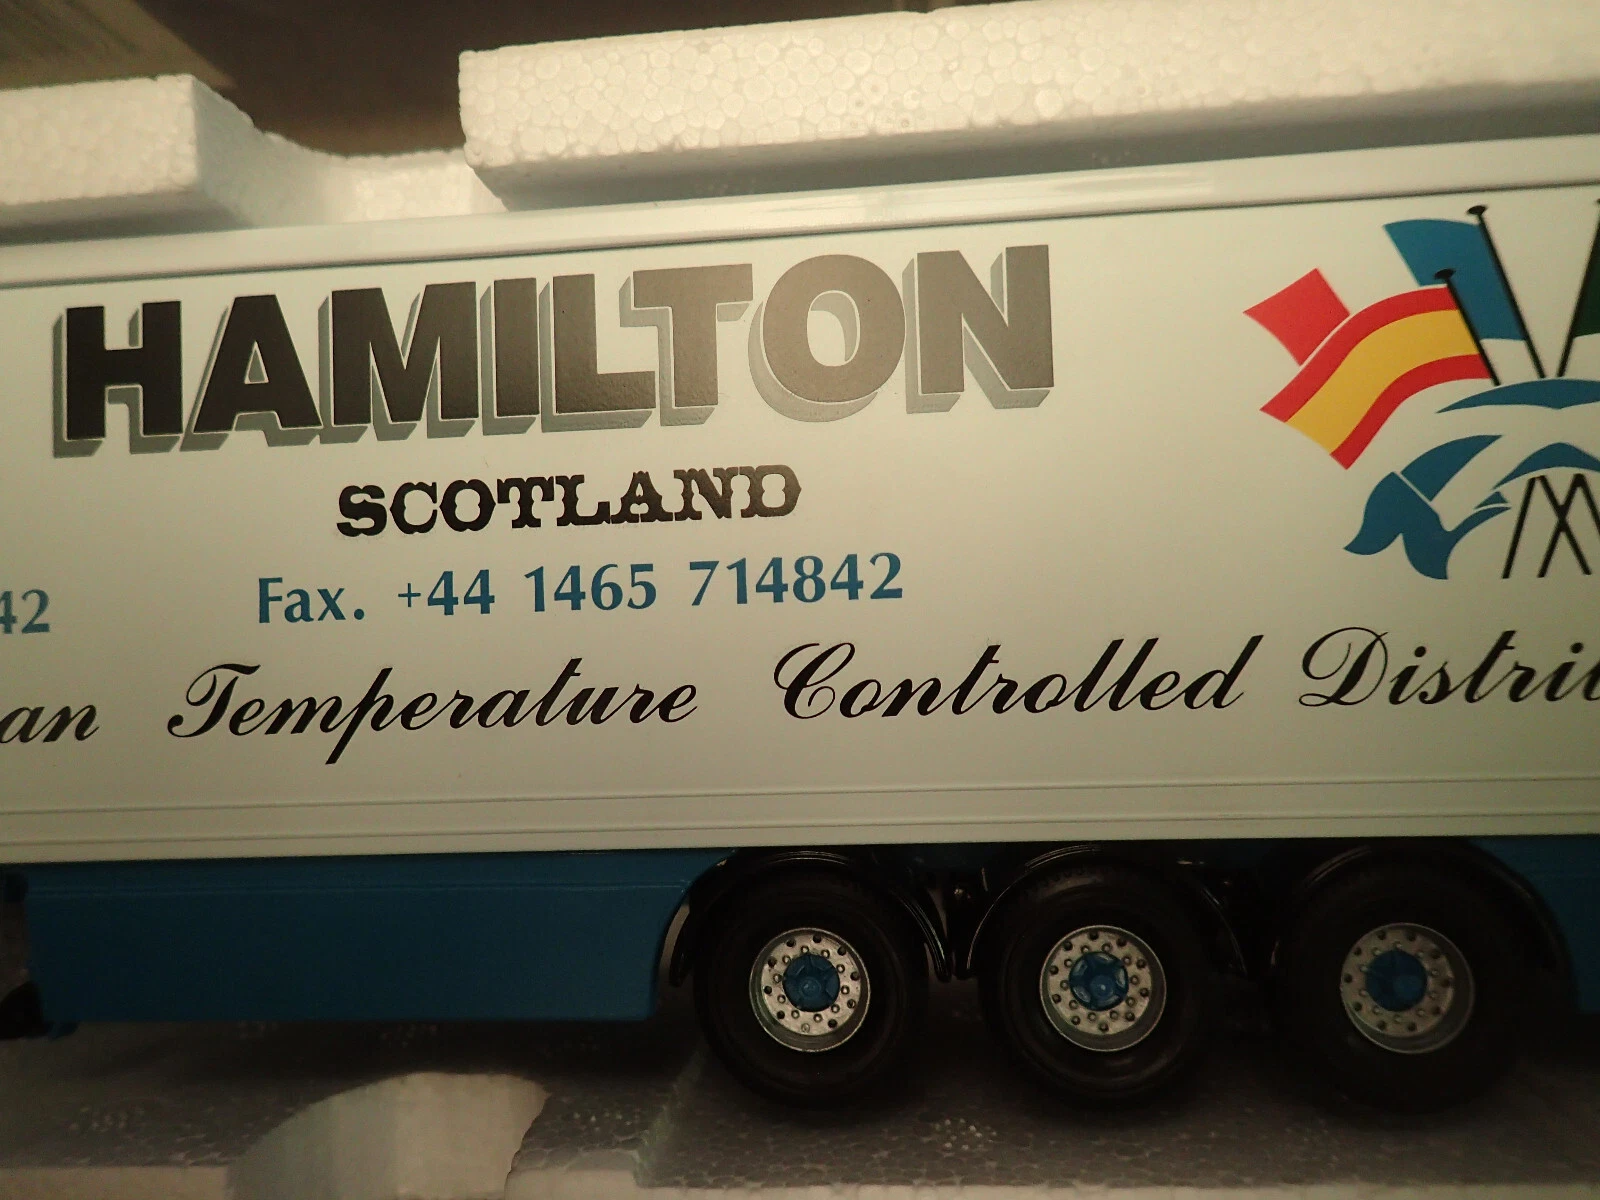 HAMILTON
SCOTLAND
42 Fax. +44 1465 714842
an Temperature Controlled Distri